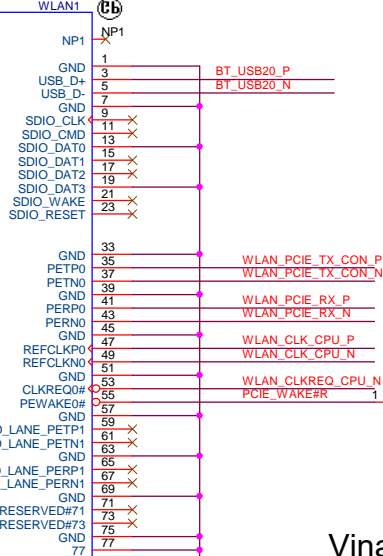 WLAN1
NP1
NP1
GND 1
USB_D+ 3 BT_USB20_P
USB_D- 5 BT_USB20_N
GND 7
SDIO_CLK 9
SDIO_CMD 11
SDIO_DAT0 13
SDIO_DAT1 15
SDIO_DAT2 17
SDIO_DAT3 19
SDIO_WAKE 21
SDIO_RESET 23
GND 33
PETP0 35 WLAN_PCIE_TX_CON_P
PETN0 37 WLAN_PCIE_TX_CON_N
GND 39
PERP0 41 WLAN_PCIE_RX_P
PERN0 43 WLAN_PCIE_RX_N
GND 45
REFCLKP0 47 WLAN_CLK_CPU_P
REFCLKN0 49 WLAN_CLK_CPU_N
GND 51
CLKREQ0# 53 WLAN_CLKREQ_CPU_N
PEWAKE0# 55 PCIE_WAKE#R 1
GND 57
_LANE_PETP1 59
_LANE_PETN1 61
GND 63
_LANE_PERP1 65
_LANE_PERN1 67
GND 69
RESERVED#71 71
RESERVED#73 73
GND 75
77 77
Vina